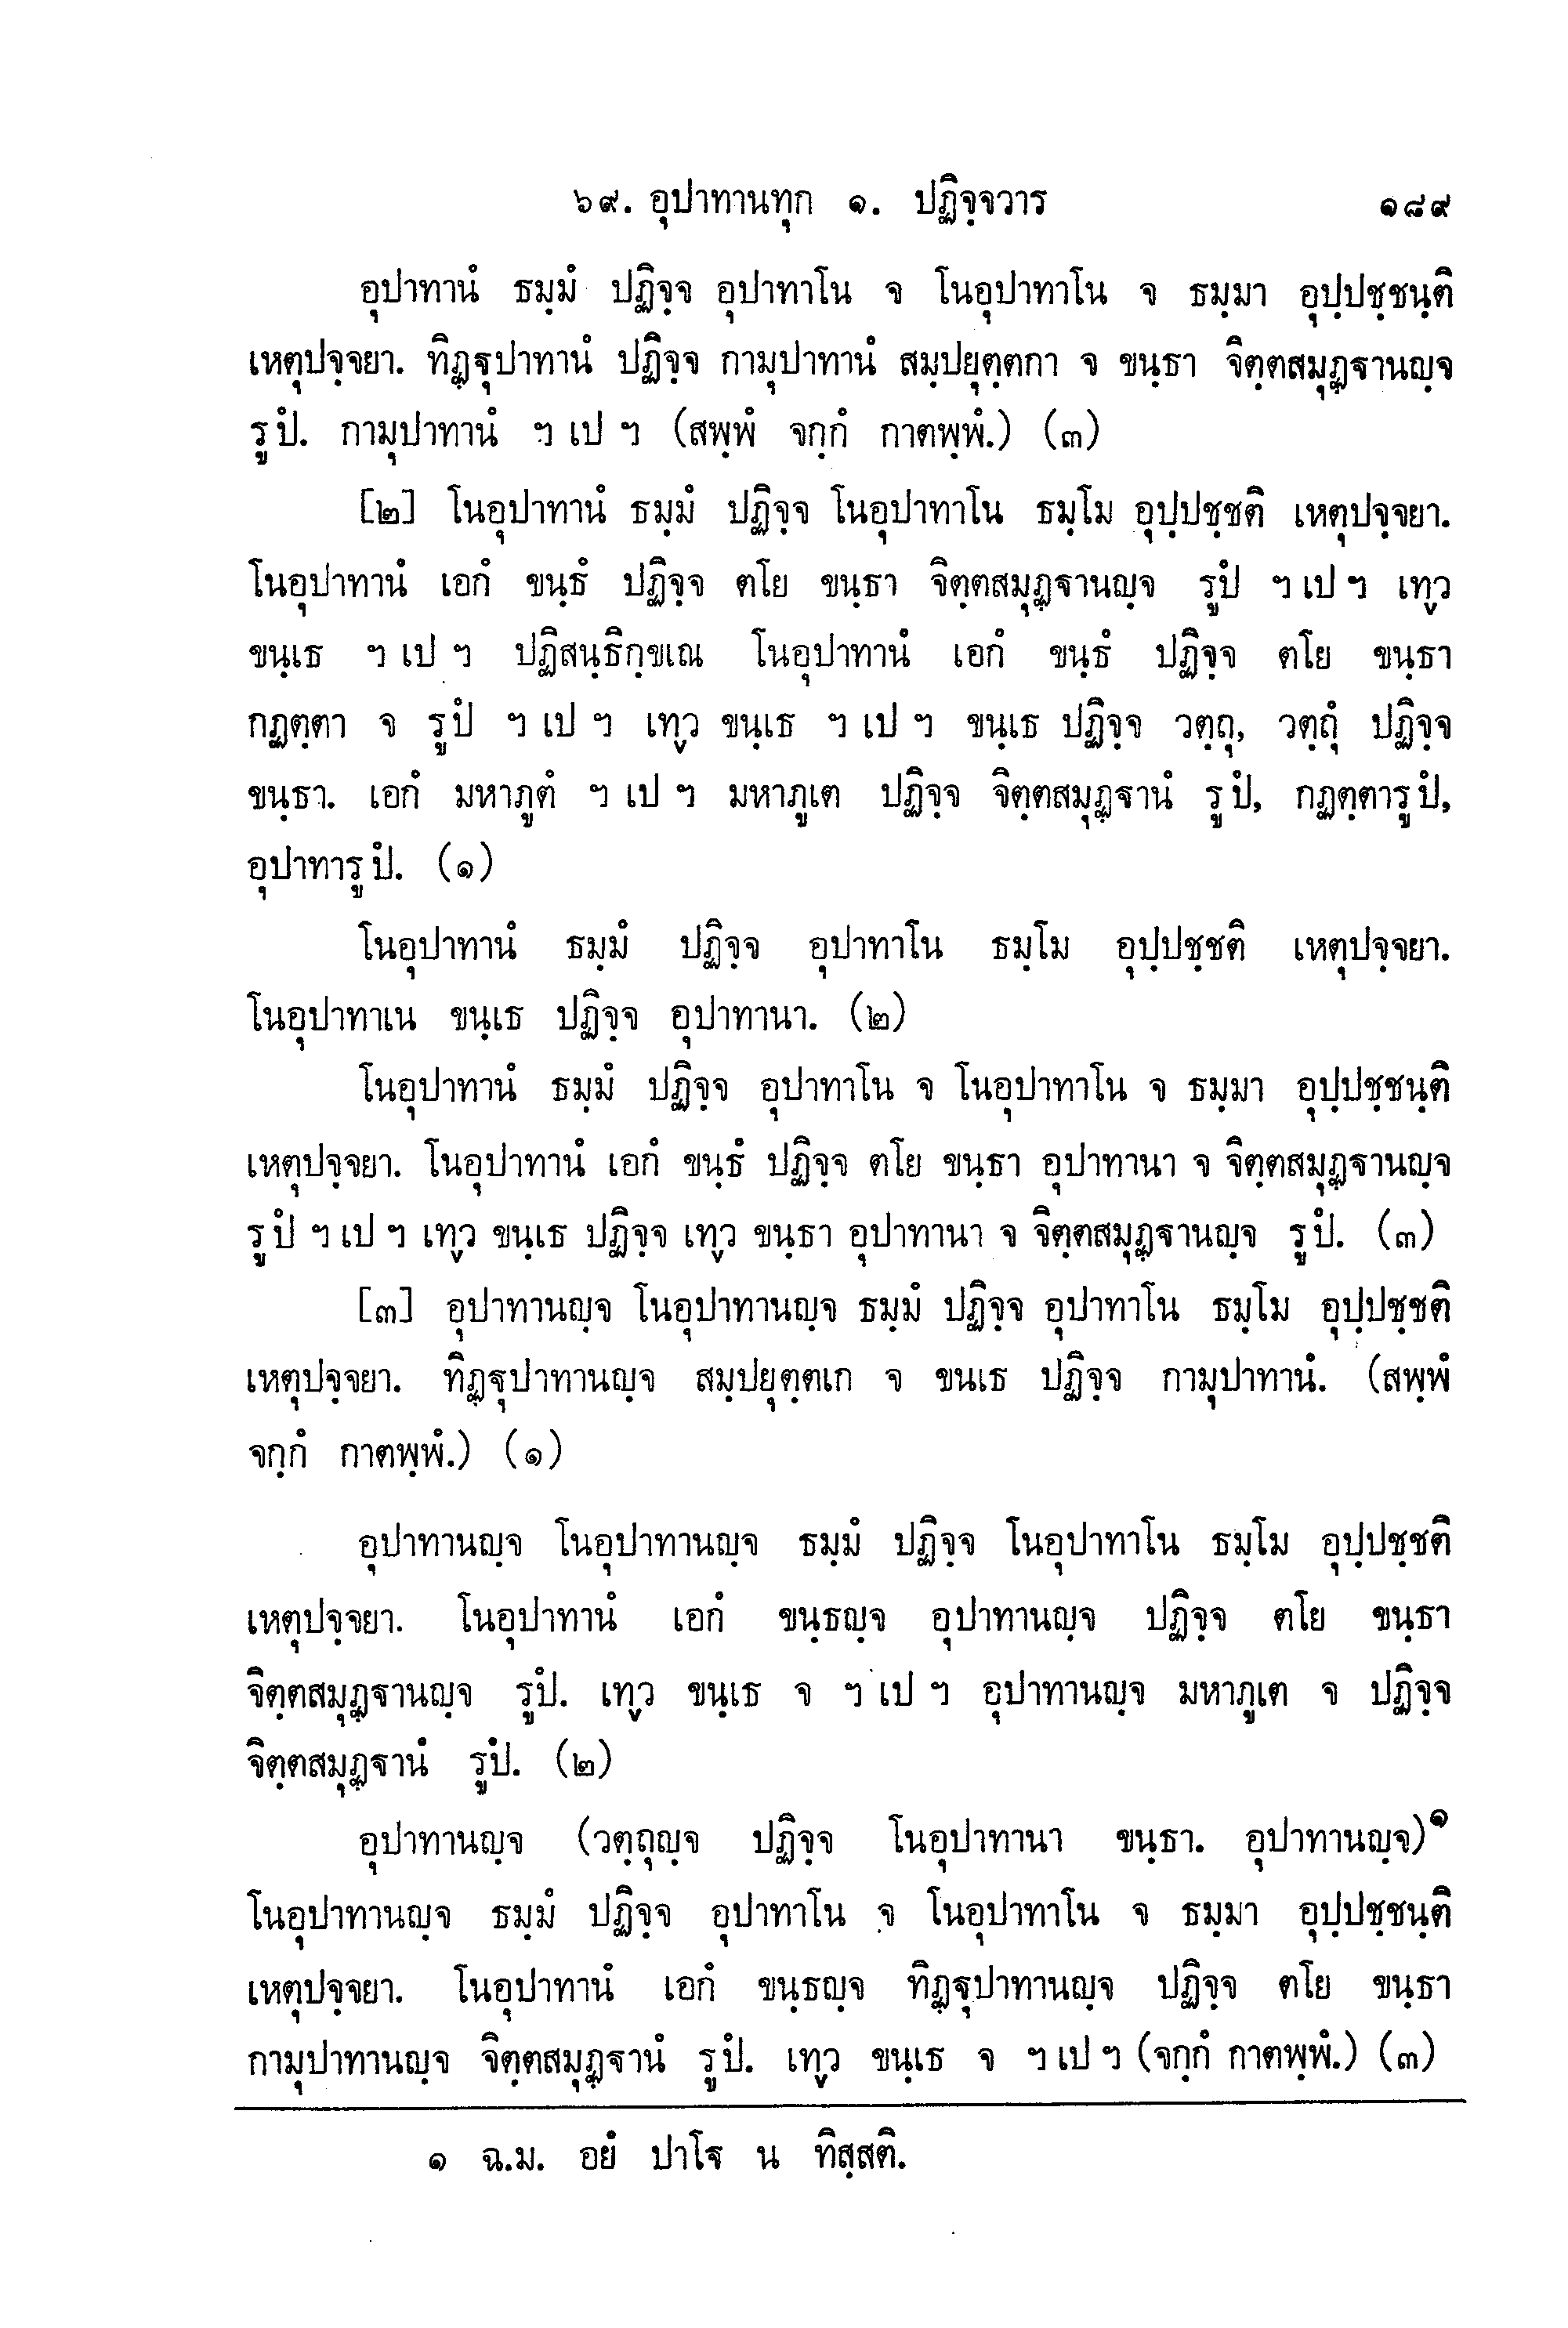 ๖๙. อุปาทานทุก ๑. ปฏิจฺจวาร ๑๘๙
อุปาทานํ ธมฺมํ ปฏิจฺจ อุปาทาโน จ โนอุปาทาโน จ ธมฺมา อุปฺปชฺชนฺติ
เหตุปจฺจยา. ทิฏฺฐุปาทานํ ปฏิจฺจ กามุปาทานํ สมฺปยุตฺตกา จ ขนฺธา จิตฺตสมุฏฺฐานญฺจ
รูปํ. กามุปาทานํ ฯ เป ฯ (สพฺพํ จกฺกํ กาตพฺพํ.) (๓)
[๒] โนอุปาทานํ ธมฺมํ ปฏิจฺจ โนอุปาทาโน ธมฺโม อุปฺปชฺชติ เหตุปจฺจยา.
โนอุปาทานํ เอกํ ขนฺธํ ปฏิจฺจ ตโย ขนฺธา จิตฺตสมุฏฺฐานญฺจ รูปํ ฯ เป ฯ เทฺว
ขนฺเธ ฯ เป ฯ ปฏิสนฺธิกฺขเณ โนอุปาทานํ เอกํ ขนฺธํ ปฏิจฺจ ตโย ขนฺธา
กฏตฺตา จ รูปํ ฯ เป ฯ เทฺว ขนฺเธ ฯ เป ฯ ขนฺเธ ปฏิจฺจ วตฺถุ, วตฺถุํ ปฏิจฺจ
ขนฺธา. เอกํ มหาภูตํ ฯ เป ฯ มหาภูเต ปฏิจฺจ จิตฺตสมุฏฺฐานํ รูปํ, กฏตฺตารูปํ,
อุปาทารูปํ. (๑)
โนอุปาทานํ ธมฺมํ ปฏิจฺจ อุปาทาโน ธมฺโม อุปฺปชฺชติ เหตุปจฺจยา.
โนอุปาทาเน ขนฺเธ ปฏิจฺจ อุปาทานา. (๒)
โนอุปาทานํ ธมฺมํ ปฏิจฺจ อุปาทาโน จ โนอุปาทาโน จ ธมฺมา อุปฺปชฺชนฺติ
เหตุปจฺจยา. โนอุปาทานํ เอกํ ขนฺธํ ปฏิจฺจ ตโย ขนฺธา อุปาทานา จ จิตฺตสมุฏฺฐานญฺจ
รูปํ ฯ เป ฯ เทฺว ขนฺเธ ปฏิจฺจ เทฺว ขนฺธา อุปาทานา จ จิตฺตสมุฏฺฐานญฺจ รูปํ. (๓)
[๓] อุปาทานญฺจ โนอุปาทานญฺจ ธมฺมํ ปฏิจฺจ อุปาทาโน ธมฺโม อุปฺปชฺชติ
เหตุปจฺจยา. ทิฏฺฐุปาทานญฺจ สมฺปยุตฺตเก จ ขนเธ ปฏิจฺจ กามุปาทานํ. (สพฺพํ
จกฺกํ กาตพฺพํ.) (๑)
อุปาทานญฺจ โนอุปาทานญฺจ ธมฺมํ ปฏิจฺจ โนอุปาทาโน ธมฺโม อุปฺปชฺชติ
เหตุปจฺจยา. โนอุปาทานํ เอกํ ขนฺธญฺจ อุปาทานญฺจ ปฏิจฺจ ตโย ขนฺธา
จิตฺตสมุฏฺฐานญฺจ รูปํ. เทฺว ขนฺเธ จ ฯ เป ฯ อุปาทานญฺจ มหาภูเต จ ปฏิจฺจ
จิตฺตสมุฏฺฐานํ รูปํ. (๒)
อุปาทานญฺจ (วตฺถุญฺจ ปฏิจฺจ โนอุปาทานา ขนฺธา. อุปาทานญฺจ)๑
โนอุปาทานญฺจ ธมฺมํ ปฏิจฺจ อุปาทาโน จ โนอุปาทาโน จ ธมฺมา อุปฺปชฺชนฺติ
เหตุปจฺจยา. โนอุปาทานํ เอกํ ขนฺธญฺจ ทิฏฺฐุปาทานญฺจ ปฏิจฺจ ตโย ขนฺธา
กามุปาทานญฺจ จิตฺตสมุฏฺฐานํ รูปํ. เทฺว ขนฺเธ จ ฯ เป ฯ (จกฺกํ กาตพฺพํ.) (๓)
๑ ฉ.ม. อยํ ปาโฐ น ทิสฺสติ.